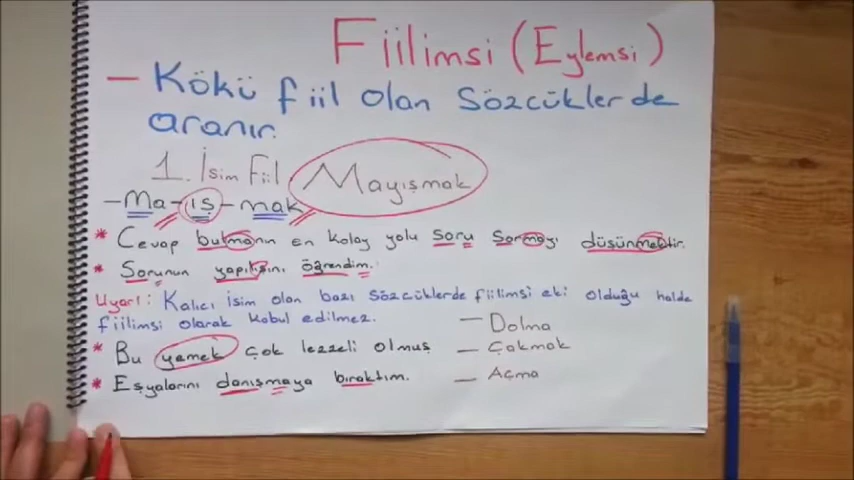 Fiilimsi (Eylemsi)
– Kökü fiil olan sözcüklerde
aranır.
1. İsim Fiil Mayışmak
– Ma – ış – mak
* Cevap bulmanın en kolay yolu soru sormayı düşünmektir.
* Sorunun yapılışını öğrendim.
Uyarı: Kalıcı isim olan bazı sözcüklerde fiilimsi eki olduğu halde
fiilimsi olarak kabul edilmez.
– Dolma
* Bu yemek çok lezzeli olmuş
– Çakmak
* Eşyalarını danışmaya bıraktım.
– Açma